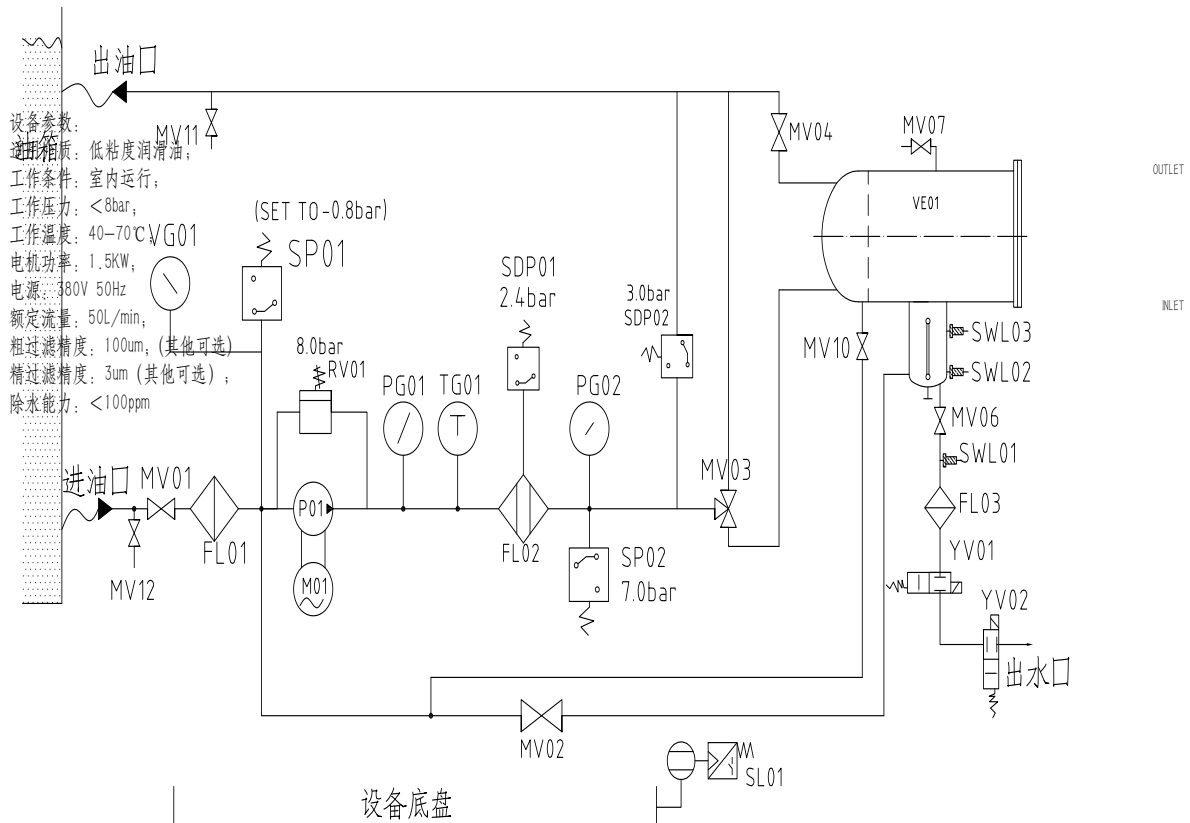 出油口
设备参数:
油箱
MV11
适用油质: 低粘度润滑油;
工作条件: 室内运行;
工作压力: <8bar;
工作温度: 40-70℃;
电机功率: 1.5KW;
电源: 380V 50Hz
额定流量: 50L/min;
粗过滤精度: 100um, (其他可选)
精过滤精度: 3um (其他可选);
除水能力: <100ppm
MV04
MV07
OUTLET
VE01
(SET TO-0.8bar)
VG01
SP01
SDP01
2.4bar
3.0bar
SDP02
INLET
8.0bar
RV01
MV10
SWL03
SWL02
PG01
TG01
PG02
MV06
SWL01
进油口
MV01
MV03
P01
FL01
FL02
FL03
MV12
M01
SP02
7.0bar
YV01
YV02
出水口
MV02
SL01
设备底盘